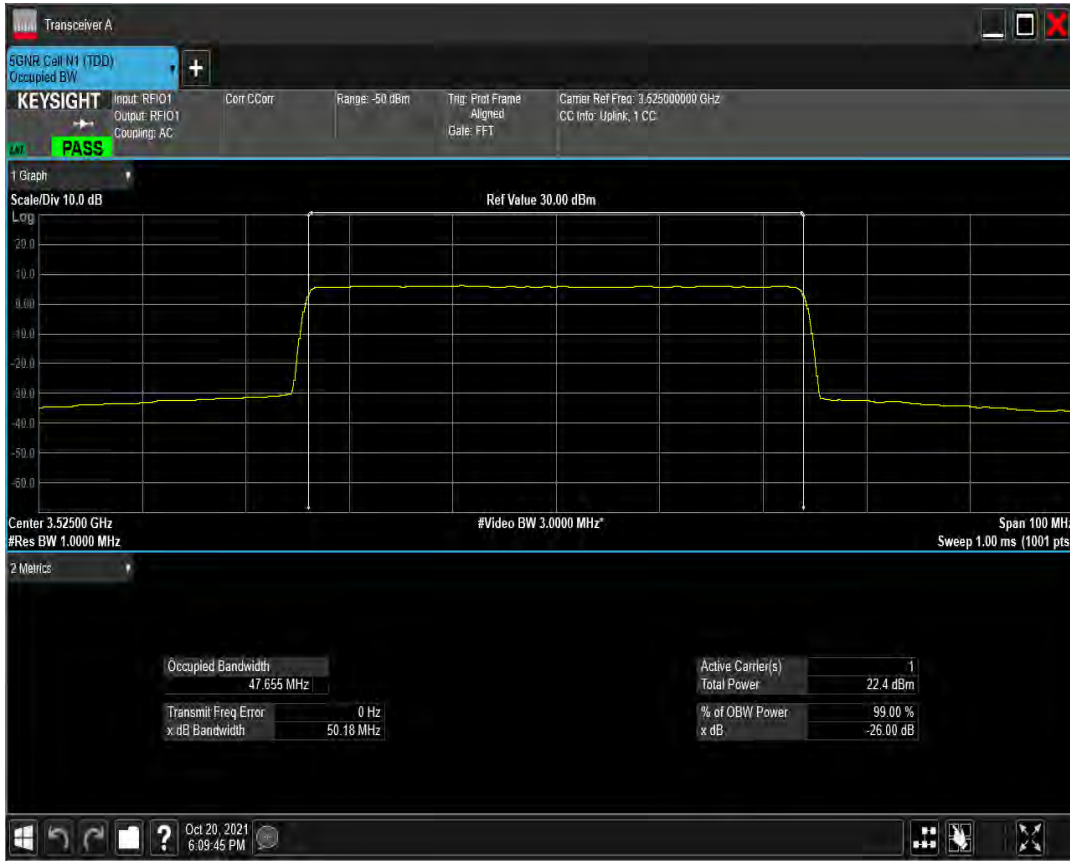 Transceiver A
5GNR Cell N1 (TDD)
Occupied BW
+
KEYSIGHT
Input: RFIO1
Output: RFIO1
Coupling: AC
Corr CCorr
Range: -50 dBm
Trig: Prot Frame
Aligned
Gate: FFT
Carrier Ref Freq: 3.525000000 GHz
CC Info: Uplink, 1 CC
PASS
1 Graph
Scale/Div 10.0 dB
Ref Value 30.00 dBm
Log
20.0
10.0
0.00
-10.0
-20.0
-30.0
-40.0
-50.0
-60.0
Center 3.52500 GHz
#Video BW 3.0000 MHz*
Span 100 MHz
#Res BW 1.0000 MHz
Sweep 1.00 ms (1001 pts
2 Metrics
Occupied Bandwidth
47.655 MHz
Transmit Freq Error 0 Hz
x dB Bandwidth 50.18 MHz
Active Carrier(s) 1
Total Power 22.4 dBm
% of OBW Power 99.00 %
x dB -26.00 dB
?
Oct 20, 2021
6:09:45 PM